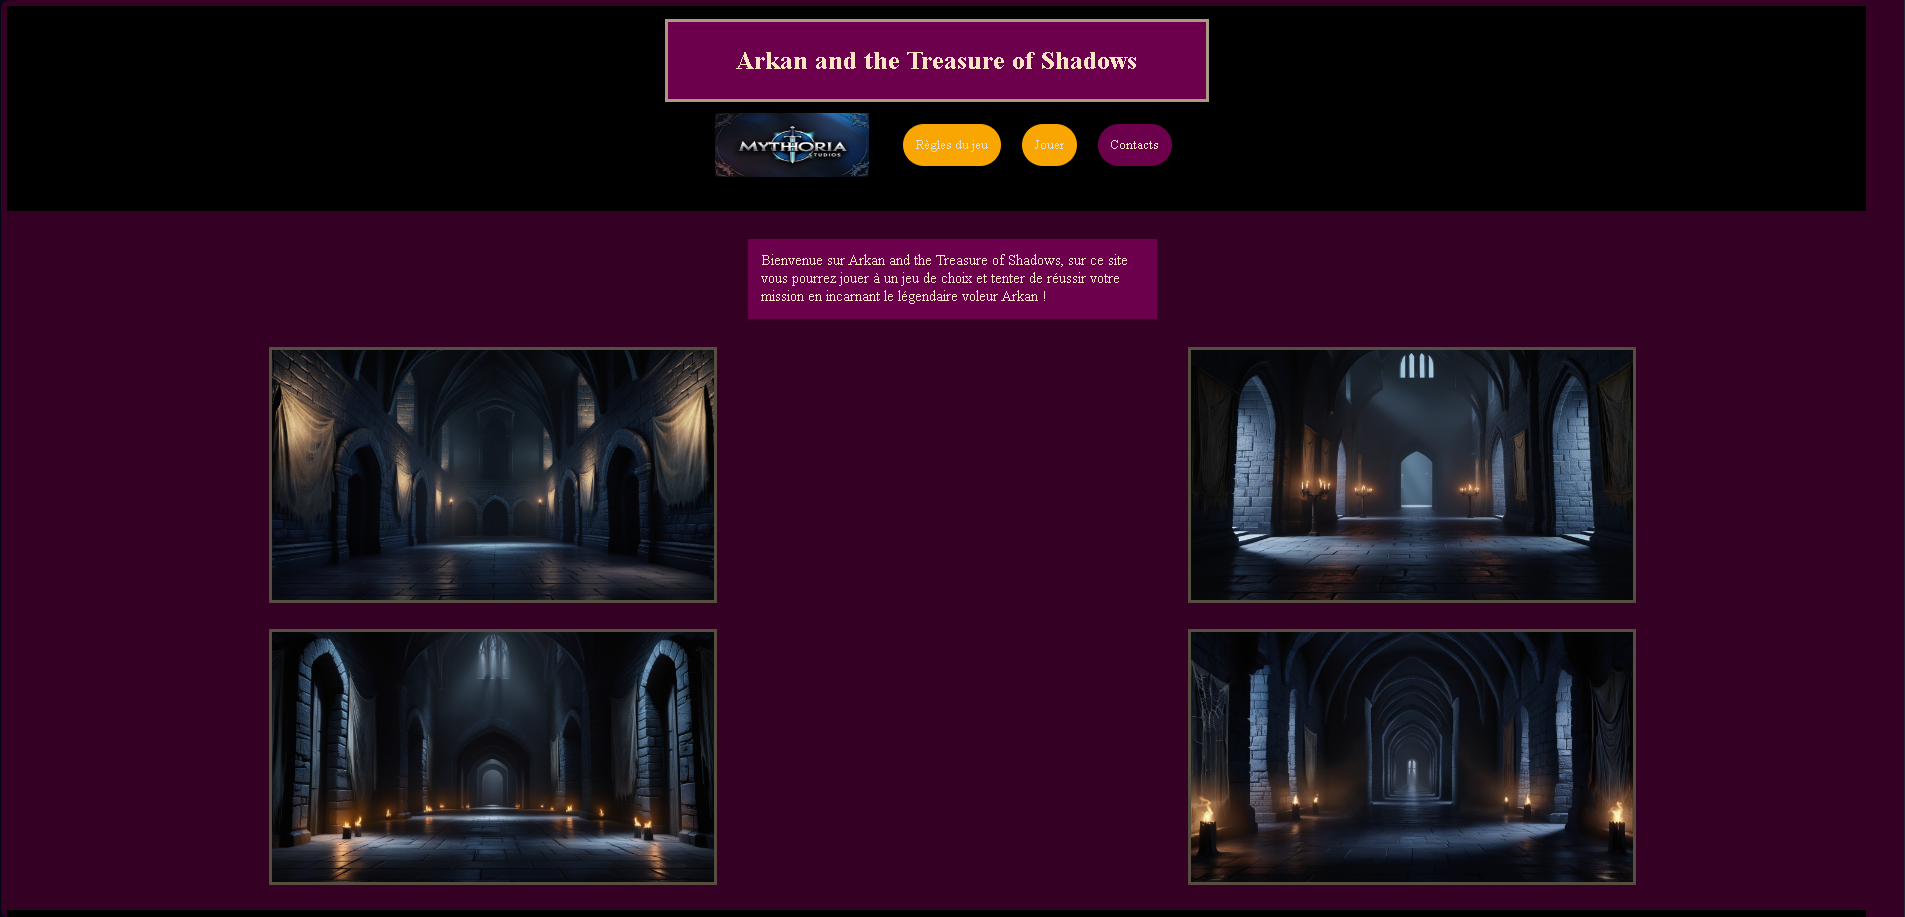 Arkan and the Treasure of Shadows
MYTHHORIA
STUDIOS
Règles du jeu
Jouer
Contacts
Bienvenue sur Arkan and the Treasure of Shadows, sur ce site
vous pourrez jouer à un jeu de choix et tenter de réussir votre
mission en incarnant le légendaire voleur Arkan !